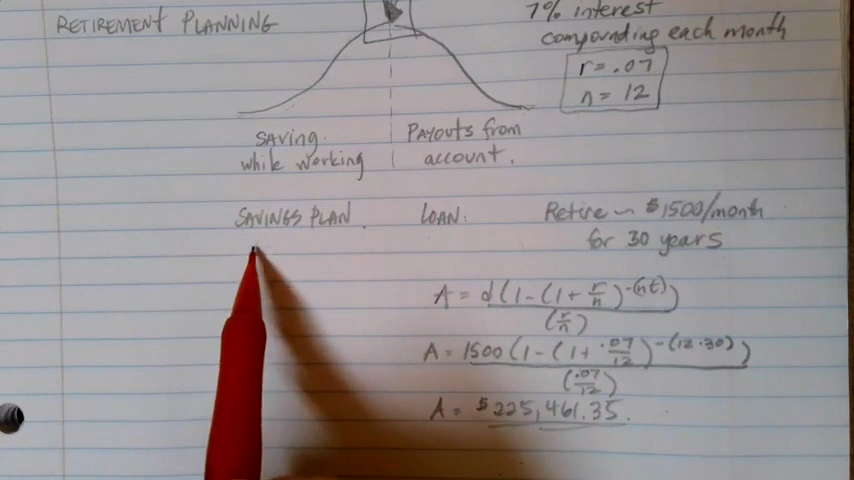 RETIREMENT PLANNING
7% interest
compounding each month
r = .07
n = 12
SAVING
while working
Payouts from
account.
SAVINGS PLAN
LOAN:
Retire ~ $1500/month
for 30 years
A = d(1-(1+r/n)^-(nt))/(r/n)
A = 1500(1-(1+.07/12)^-(12·30))/(.07/12)
A = $225,461.35.